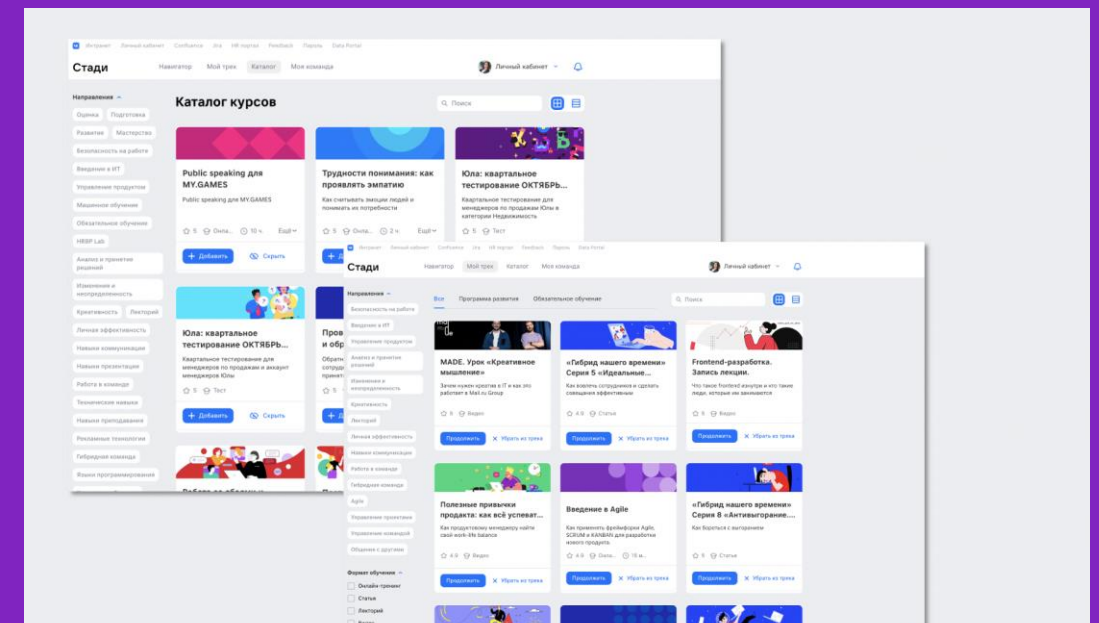 Интранет Личный кабинет Confluence Jira HR-портал Feedback Пароль Data Portal
Стади Навигатор Мой трек Каталог Моя команда Личный кабинет
Направления
Оценка Подготовка
Развитие Мастерство
Безопасность на работе
Введение в ИТ
Управление продуктом
Машинное обучение
Обязательное обучение
HRBP Lab
Анализ и принятие
решений
Изменения и
неопределенность
Креативность Лекторий
Личная эффективность
Навыки коммуникации
Навыки презентации
Работа в команде
Технические навыки
Навыки преподавания
Рекламные технологии
Гибридная команда
Языки программирования
Каталог курсов
Поиск
Public speaking для
MY.GAMES
Public speaking для MY.GAMES
5 Онла... 10 ч. Ещё
+ Добавить Скрыть
Трудности понимания: как
проявлять эмпатию
Как считывать эмоции людей и
понимать их потребности
5 Онла... 2 ч. Ещё
Юла: квартальное
тестирование ОКТЯБРЬ...
Квартальное тестирование для
менеджеров по продажам Юлы в
категории Недвижимость
5 Тест
Юла: квартальное
тестирование ОКТЯБРЬ...
Квартальное тестирование для
менеджеров по продажам и аккаунт
менеджеров Юлы
5 Тест
+ Добавить Скрыть
Интранет Личный кабинет Confluence Jira HR-портал Feedback Пароль Data Portal
Стади Навигатор Мой трек Каталог Моя команда Личный кабинет
Направления
Безопасность на работе
Введение в ИТ
Управление продуктом
Анализ и принятие
решений
Изменения и
неопределенность
Креативность
Лекторий
Личная эффективность
Навыки коммуникации
Работа в команде
Гибридная команда
Agile
Управление проектами
Управление командой
Общение с другими
Формат обучения
Онлайн-тренинг
Статья
Лекторий
Все Программа развития Обязательное обучение Поиск
MADE. Урок «Креативное
мышление»
Зачем нужен креатив в IT и как это
работает в Mail.ru Group
5 Видео
Продолжить Убрать из трека
«Гибрид нашего времени»
Серия 5 «Идеальные...
Как вовлечь сотрудников и сделать
совещания эффективным
4.9 Статья
Продолжить Убрать из трека
Frontend-разработка.
Запись лекции.
Что такое frontend изнутри и кто такие
люди, которые им занимаются
5 Видео
Продолжить Убрать из трека
Полезные привычки
продакта: как всё успеват...
Как продуктовому менеджеру найти
свой work-life balance
4.9 Видео
Продолжить Убрать из трека
Введение в Agile
Как применять фреймфорки Agile,
SCRUM и KANBAN для разработки
нового продукта.
4.9 Онла... 15 м...
Продолжить Убрать из трека
«Гибрид нашего времени»
Серия 8 «Антивыгорание....
Как бороться с выгоранием
5 Статья
Продолжить Убрать из трека